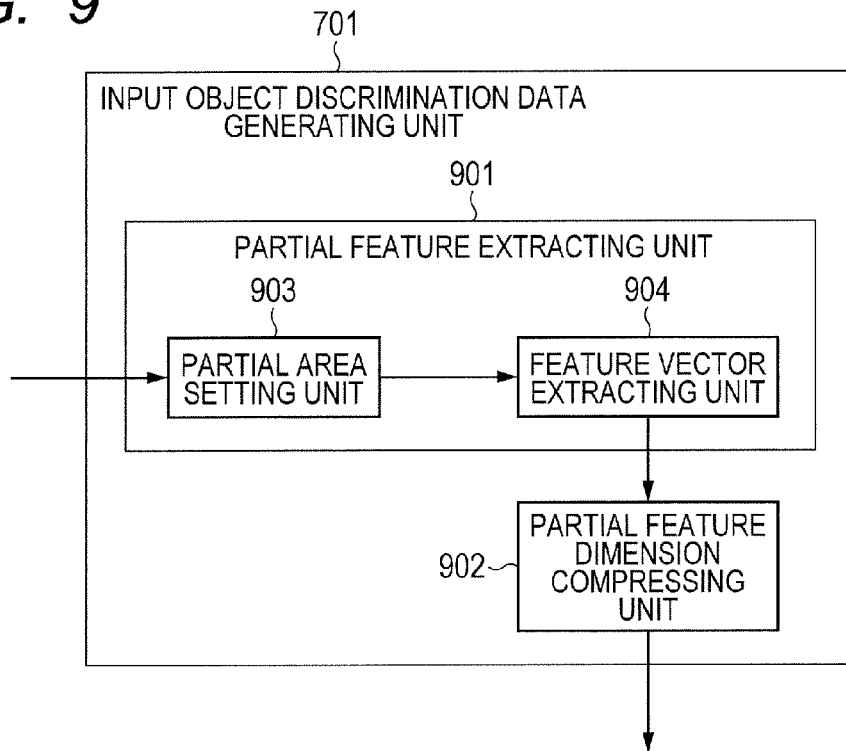 G. 9
701
INPUT OBJECT DISCRIMINATION DATA
GENERATING UNIT
901
PARTIAL FEATURE EXTRACTING UNIT
903
904
PARTIAL AREA
SETTING UNIT
FEATURE VECTOR
EXTRACTING UNIT
902
PARTIAL FEATURE
DIMENSION
COMPRESSING
UNIT